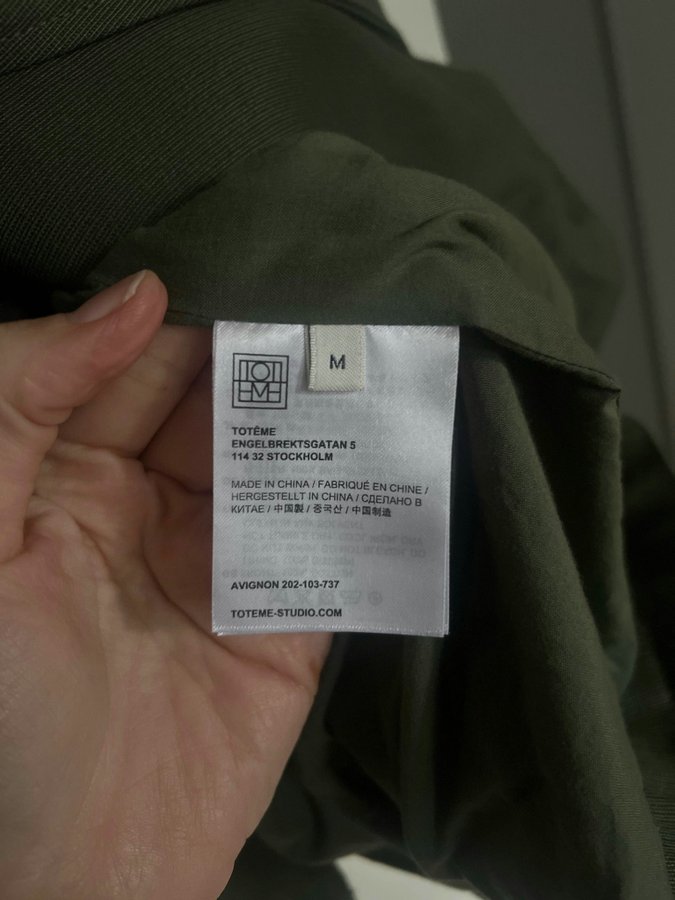 TOTÊME
M
TOTÊME
ENGELBREKTSGATAN 5
114 32 STOCKHOLM
MADE IN CHINA / FABRIQUÉ EN CHINE /
HERGESTELLT IN CHINA / СДЕЛАНО В
КИТАЕ / 中国製 / 중국산 / 中国制造
AVIGNON 202-103-737
TOTEME-STUDIO.COM